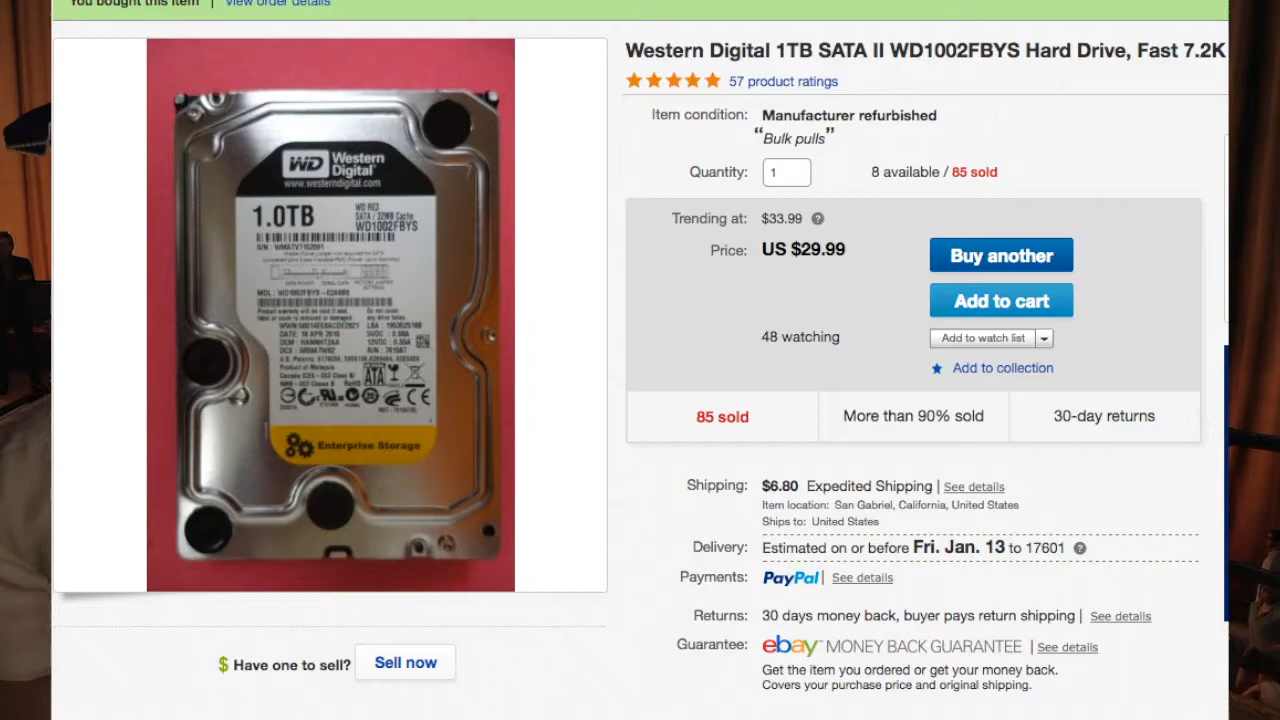 You bought this item | View order details
Western Digital 1TB SATA II WD1002FBYS Hard Drive, Fast 7.2K
57 product ratings
Item condition: Manufacturer refurbished
“Bulk pulls”
Quantity: 1 8 available / 85 sold
Trending at: $33.99
Price: US $29.99
Buy another
Add to cart
48 watching
Add to watch list
Add to collection
85 sold More than 90% sold 30-day returns
Shipping: $6.80 Expedited Shipping | See details
Item location: San Gabriel, California, United States
Ships to: United States
Delivery: Estimated on or before Fri. Jan. 13 to 17601
Payments: PayPal | See details
Returns: 30 days money back, buyer pays return shipping | See details
Guarantee: ebay MONEY BACK GUARANTEE | See details
Get the item you ordered or get your money back.
Covers your purchase price and original shipping.
$ Have one to sell? Sell now
WD Western
Digital
www.westerndigital.com
1.0TB
WD RE3
SATA / 32MB Cache
WD1002FBYS
Product of Malaysia
SATA
Enterprise Storage